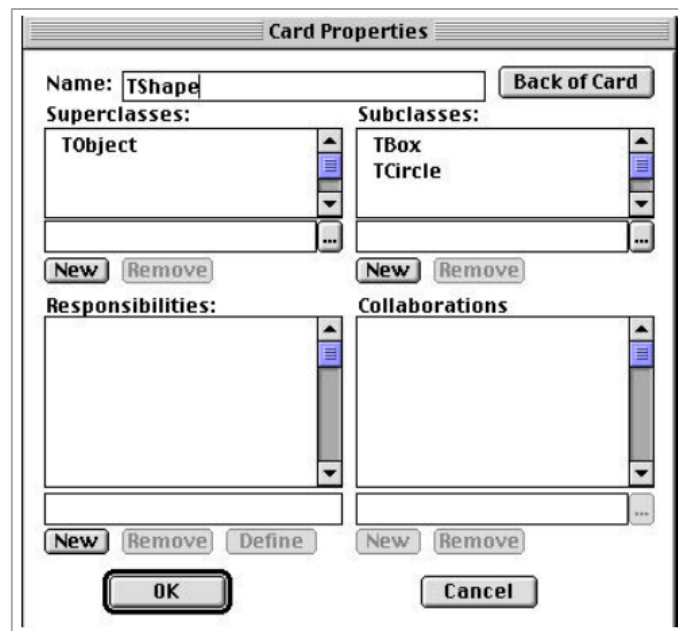 Card Properties
Name: TShape
Back of Card
Superclasses:
TObject
...
New Remove
Subclasses:
TBox
TCircle
...
New Remove
Responsibilities:
New Remove Define
Collaborations
...
New Remove
OK
Cancel